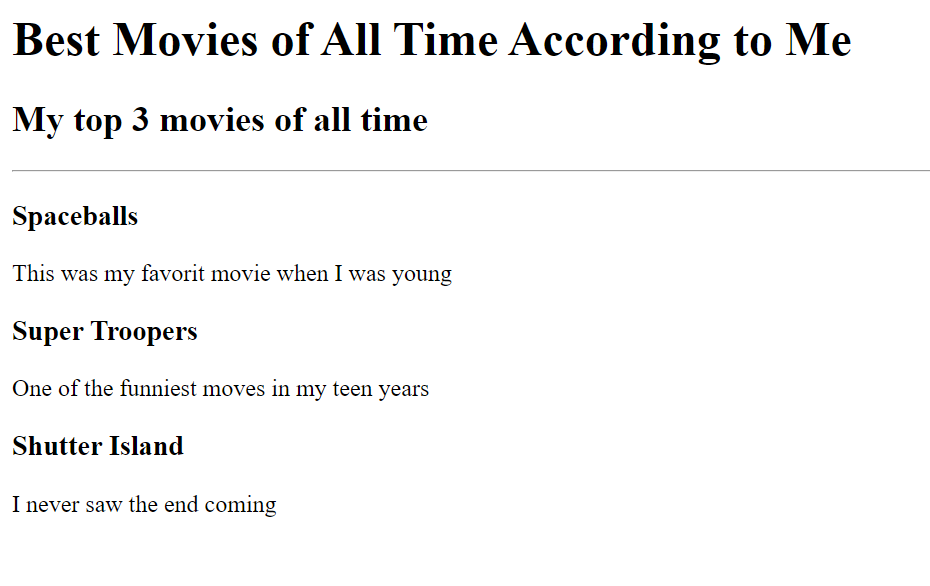 Best Movies of All Time According to Me
My top 3 movies of all time
Spaceballs
This was my favorit movie when I was young
Super Troopers
One of the funniest moves in my teen years
Shutter Island
I never saw the end coming